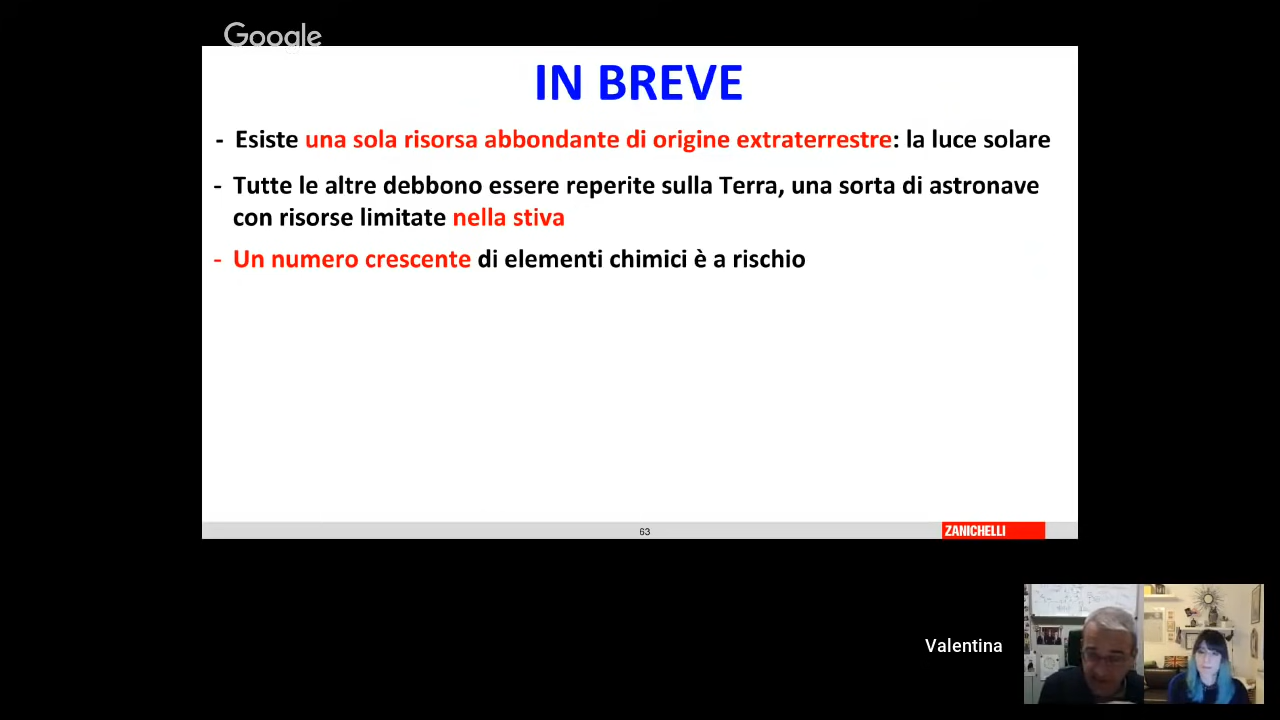 Google
IN BREVE
- Esiste una sola risorsa abbondante di origine extraterrestre: la luce solare
- Tutte le altre debbono essere reperite sulla Terra, una sorta di astronave
con risorse limitate nella stiva
- Un numero crescente di elementi chimici è a rischio
63
ZANICHELLI
Valentina